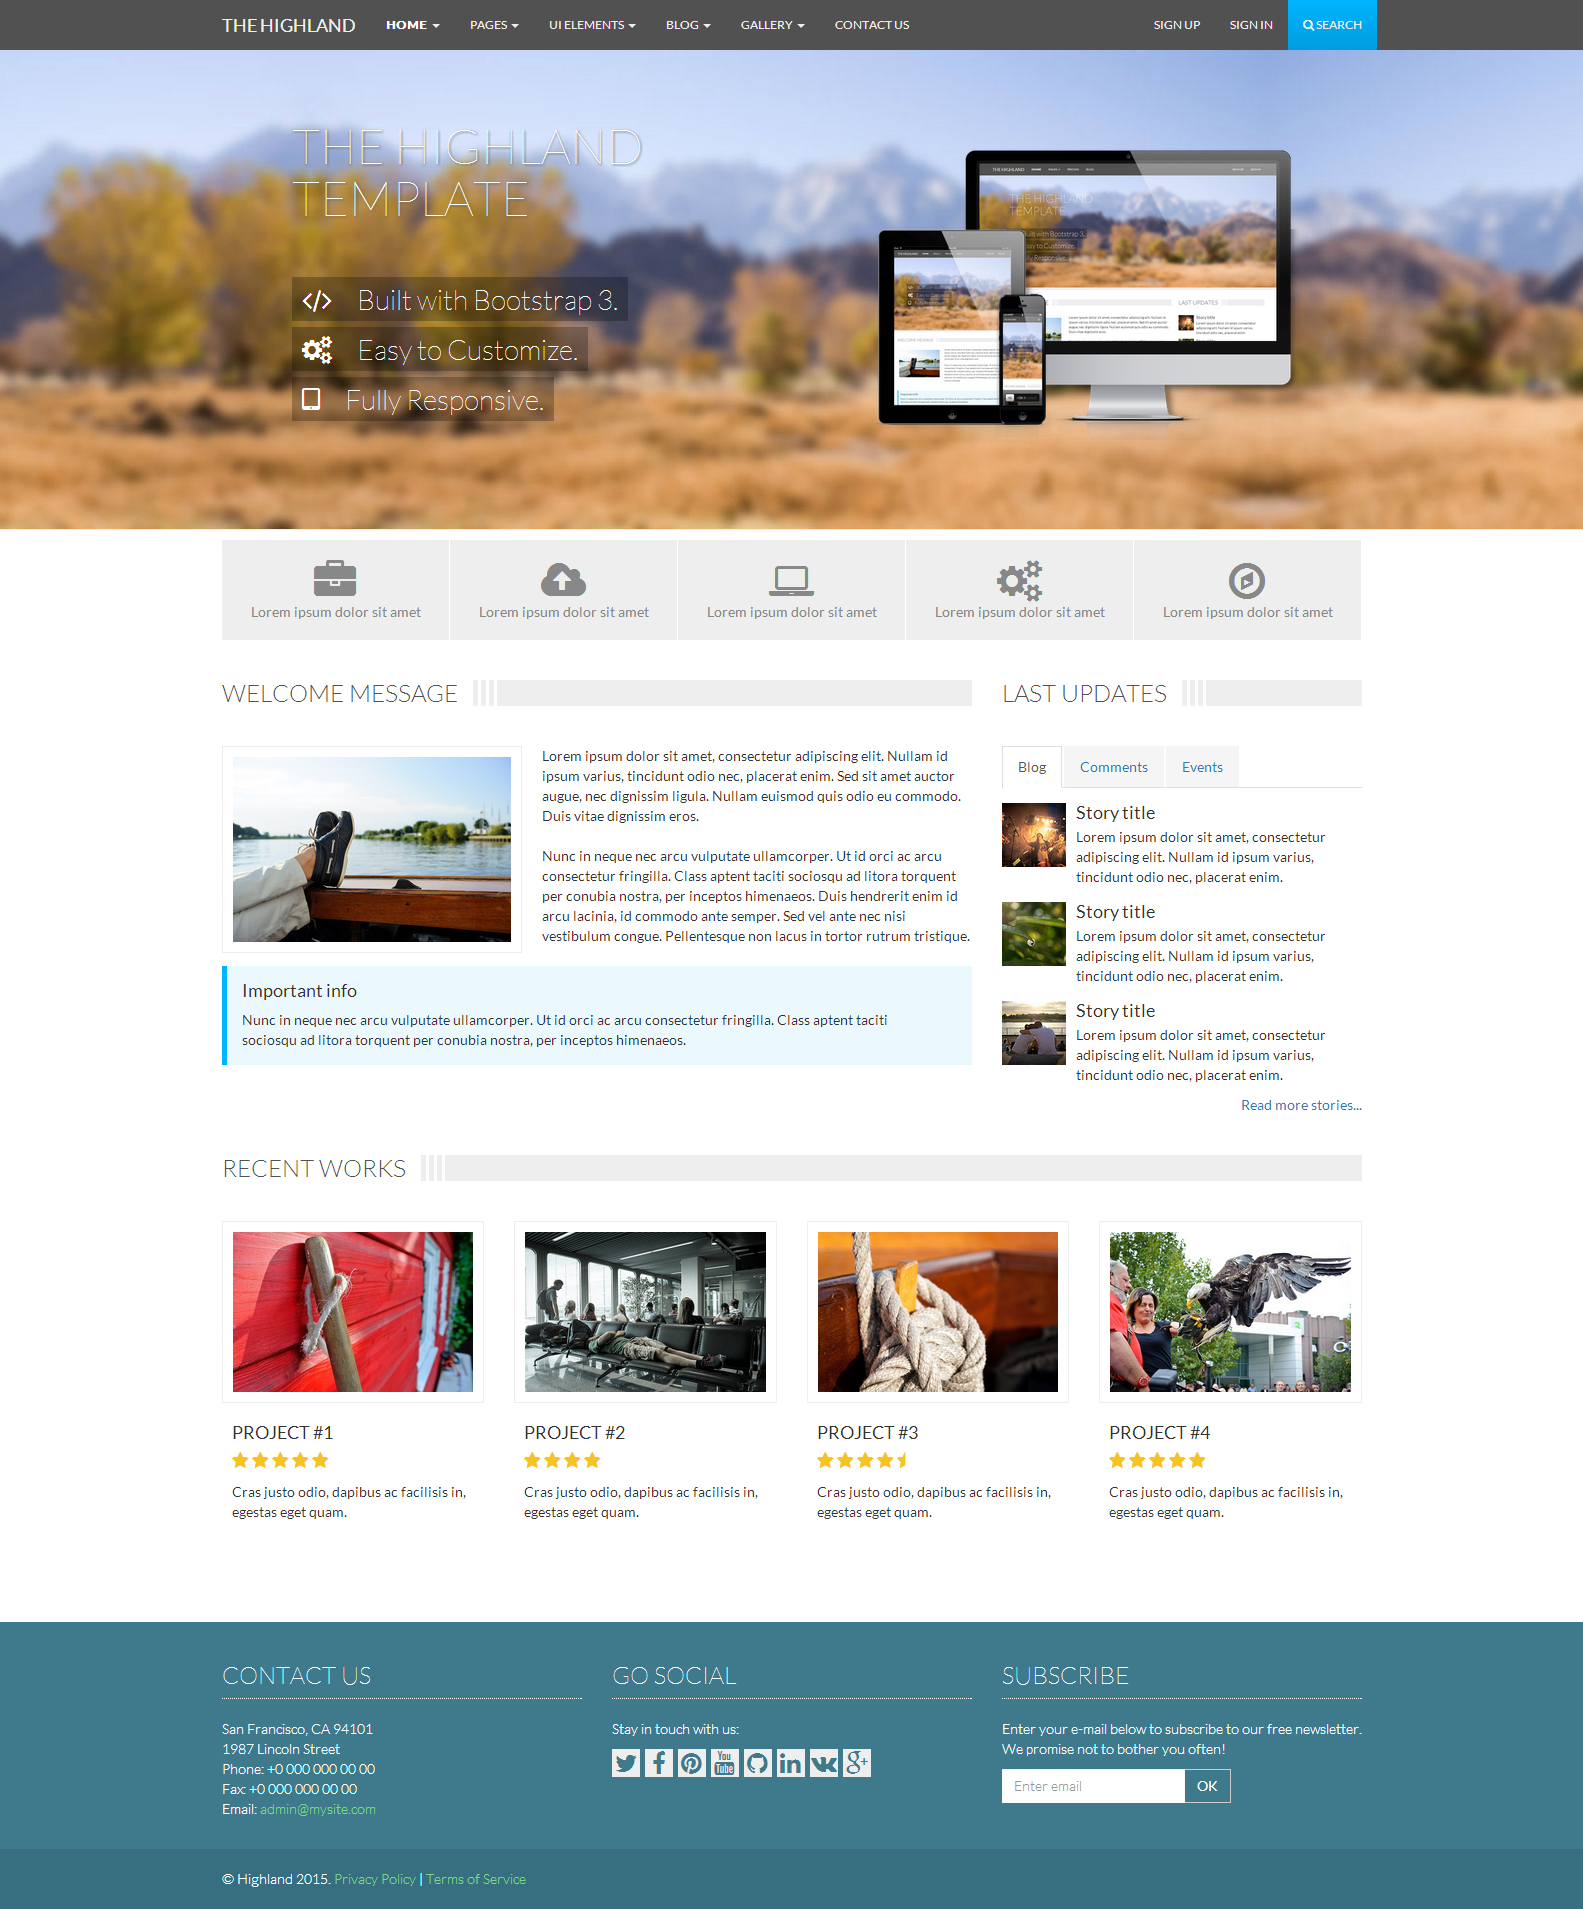 THE HIGHLAND
HOME
PAGES
UI ELEMENTS
BLOG
GALLERY
CONTACT US
SIGN UP
SIGN IN
SEARCH
THE HIGHLAND
TEMPLATE
Built with Bootstrap 3.
Easy to Customize.
Fully Responsive.
THE HIGHLAND
TEMPLATE
Lorem ipsum dolor sit amet
Lorem ipsum dolor sit amet
Lorem ipsum dolor sit amet
Lorem ipsum dolor sit amet
Lorem ipsum dolor sit amet
WELCOME MESSAGE
Lorem ipsum dolor sit amet, consectetur adipiscing elit. Nullam id
ipsum varius, tincidunt odio nec, placerat enim. Sed sit amet auctor
augue, nec dignissim ligula. Nullam euismod quis odio eu commodo.
Duis vitae dignissim eros.
Nunc in neque nec arcu vulputate ullamcorper. Ut id orci ac arcu
consectetur fringilla. Class aptent taciti sociosqu ad litora torquent
per conubia nostra, per inceptos himenaeos. Duis hendrerit enim id
arcu lacinia, id commodo ante semper. Sed vel ante nec nisi
vestibulum congue. Pellentesque non lacus in tortor rutrum tristique.
Important info
Nunc in neque nec arcu vulputate ullamcorper. Ut id orci ac arcu consectetur fringilla. Class aptent taciti
sociosqu ad litora torquent per conubia nostra, per inceptos himenaeos.
LAST UPDATES
Blog
Comments
Events
Story title
Lorem ipsum dolor sit amet, consectetur
adipiscing elit. Nullam id ipsum varius,
tincidunt odio nec, placerat enim.
Story title
Lorem ipsum dolor sit amet, consectetur
adipiscing elit. Nullam id ipsum varius,
tincidunt odio nec, placerat enim.
Story title
Lorem ipsum dolor sit amet, consectetur
adipiscing elit. Nullam id ipsum varius,
tincidunt odio nec, placerat enim.
Read more stories...
RECENT WORKS
PROJECT #1
Cras justo odio, dapibus ac facilisis in,
egestas eget quam.
PROJECT #2
Cras justo odio, dapibus ac facilisis in,
egestas eget quam.
PROJECT #3
Cras justo odio, dapibus ac facilisis in,
egestas eget quam.
PROJECT #4
Cras justo odio, dapibus ac facilisis in,
egestas eget quam.
CONTACT US
San Francisco, CA 94101
1987 Lincoln Street
Phone: +0 000 000 00 00
Fax: +0 000 000 00 00
Email: admin@mysite.com
GO SOCIAL
Stay in touch with us:
You
Tube
SUBSCRIBE
Enter your e-mail below to subscribe to our free newsletter.
We promise not to bother you often!
Enter email
OK
© Highland 2015. Privacy Policy | Terms of Service